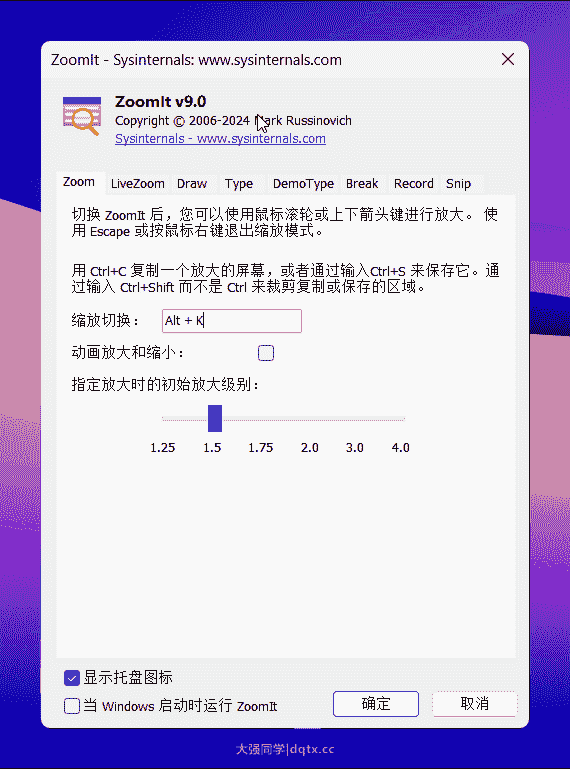 ZoomIt - Sysinternals: www.sysinternals.com
ZoomIt v9.0
Copyright © 2006-2024 Mark Russinovich
Sysinternals - www.sysinternals.com
Zoom LiveZoom Draw Type DemoType Break Record Snip
切换 ZoomIt 后，您可以使用鼠标滚轮或上下箭头键进行放大。 使
用 Escape 或按鼠标右键退出缩放模式。
用 Ctrl+C 复制一个放大的屏幕，或者通过输入Ctrl+S 来保存它。通
过输入 Ctrl+Shift 而不是 Ctrl 来裁剪复制或保存的区域。
缩放切换： Alt + K
动画放大和缩小：
指定放大时的初始放大级别：
1.25 1.5 1.75 2.0 3.0 4.0
显示托盘图标
当 Windows 启动时运行 ZoomIt
确定 取消
大强同学|dqtx.cc